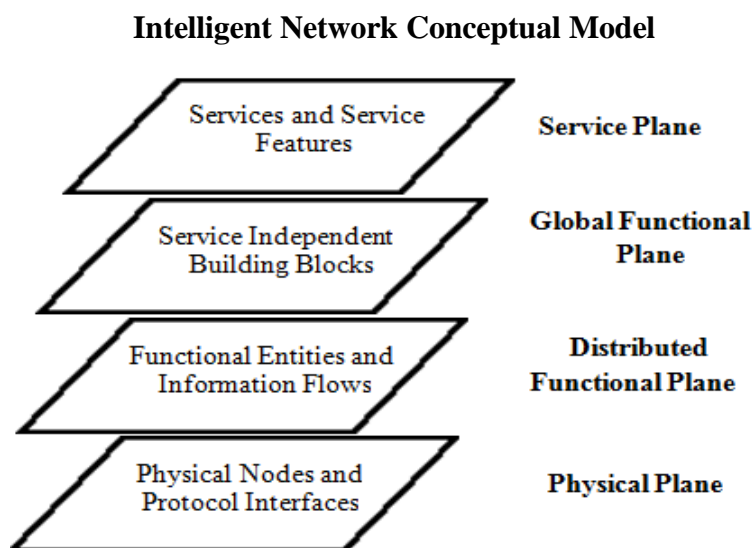 Intelligent Network Conceptual Model
Services and Service
Features
Service Plane
Service Independent
Building Blocks
Global Functional
Plane
Functional Entities and
Information Flows
Distributed
Functional Plane
Physical Nodes and
Protocol Interfaces
Physical Plane